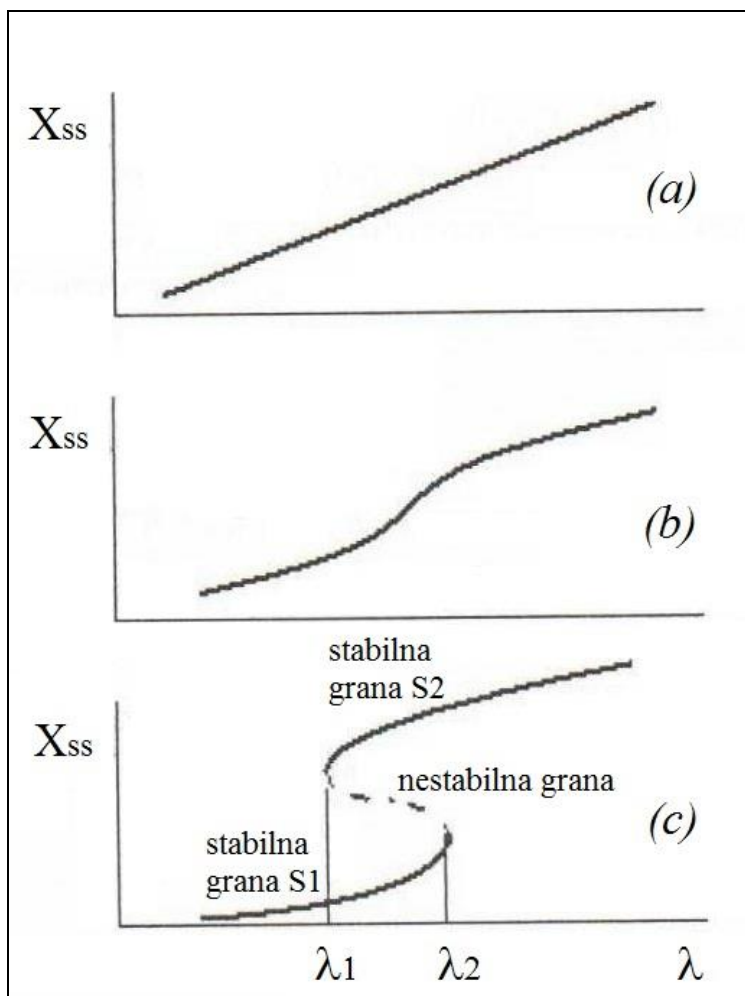 Xss
(a)
Xss
(b)
stabilna
grana S2
Xss
nestabilna grana
(c)
stabilna
grana S1
λ1
λ2
λ